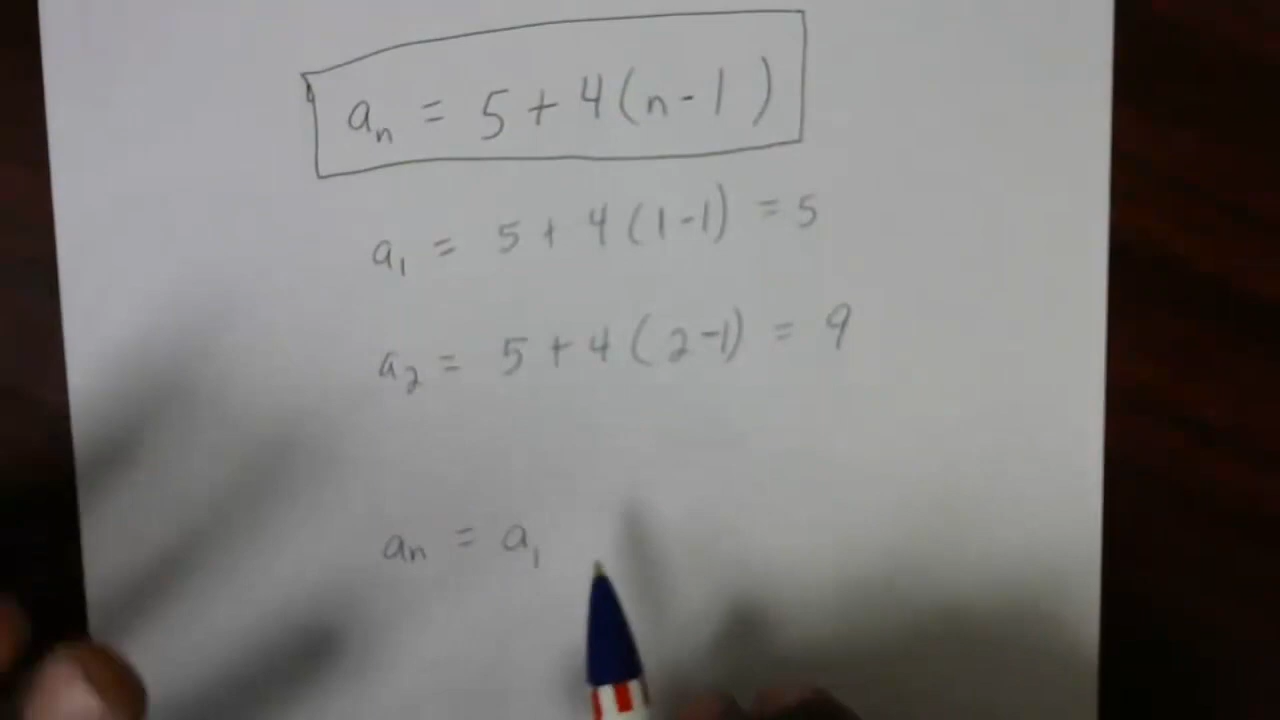 aₙ = 5 + 4(n - 1)
a₁ = 5 + 4(1-1) = 5
a₂ = 5 + 4(2-1) = 9
aₙ = a₁